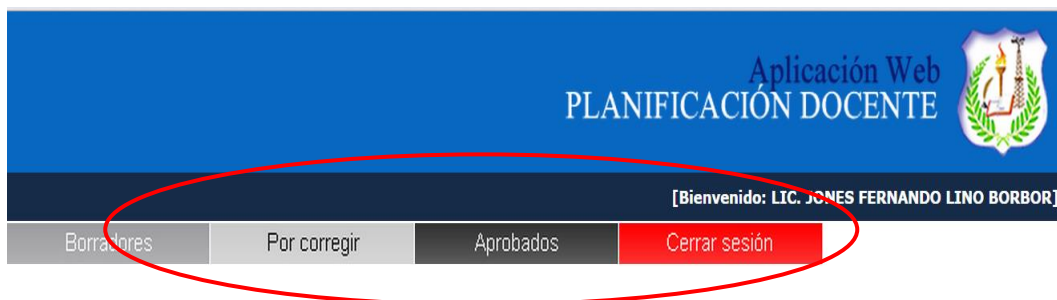 Aplicación Web
PLANIFICACIÓN DOCENTE
[Bienvenido: LIC. JONES FERNANDO LINO BORBOR]
Borradores Por corregir Aprobados Cerrar sesión